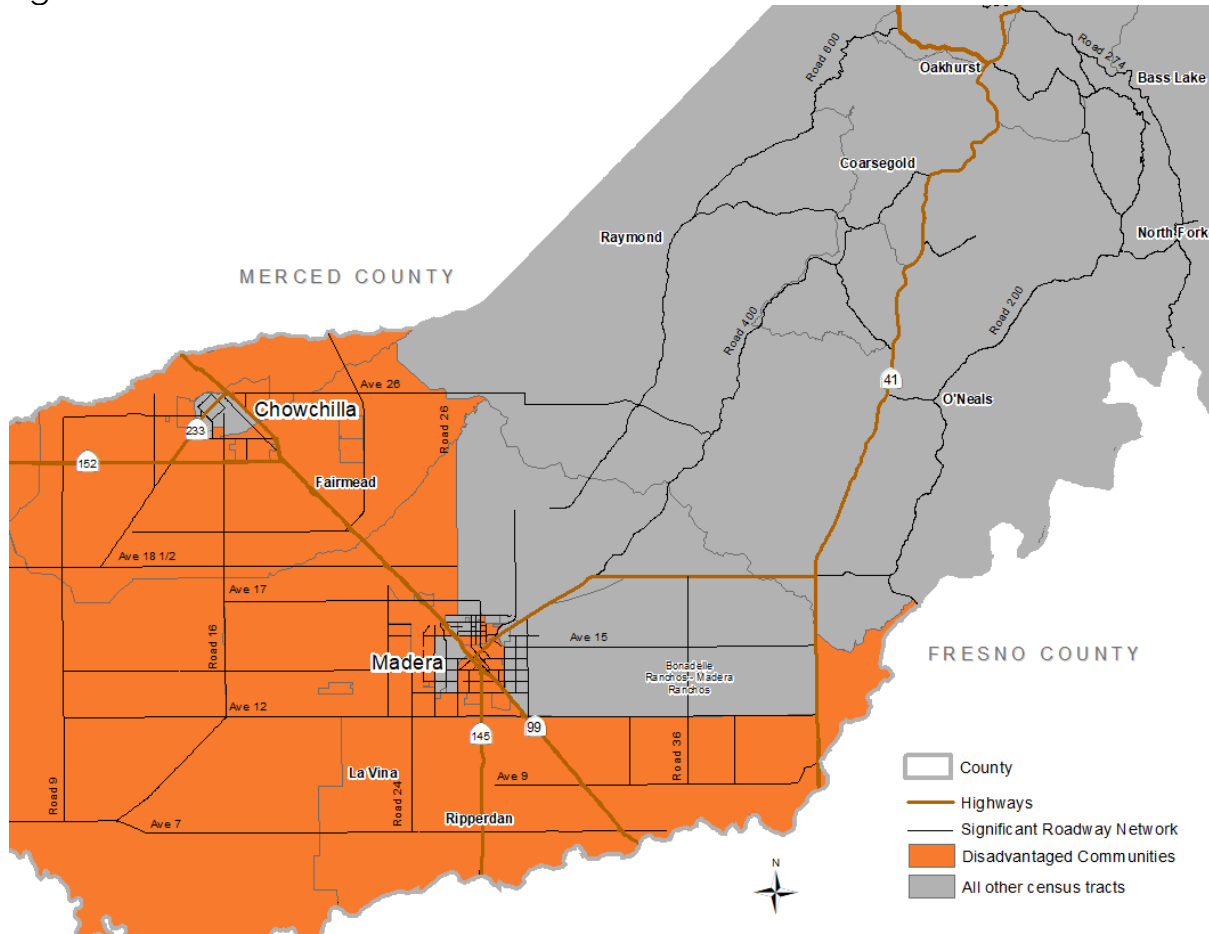 Road 600
Oakhurst
Road 274
Bass Lake
Coarsegold
Raymond
North Fork
MERCED COUNTY
Road 400
Road 200
41
O'Neals
Ave 26
Chowchilla
Road 26
233
152
Fairmead
Ave 18 1/2
Ave 17
Road 16
Ave 15
Madera
Bonadelle
Ranchos - Madera
Ranchos
FRESNO COUNTY
Ave 12
145
99
Road 36
La Vina
Ave 9
Road 9
Road 24
Ripperdan
Ave 7
County
Highways
Significant Roadway Network
Disadvantaged Communities
All other census tracts
N